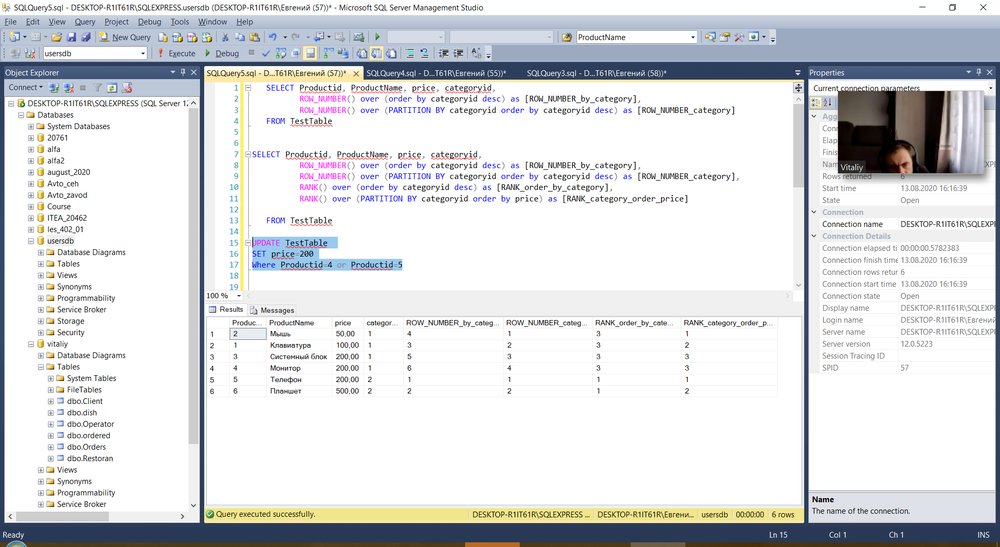 SQLQuery5.sql - DESKTOP-R1IT61R\SQLEXPRESS.usersdb (DESKTOP-R1IT61R\Евгений (57))* - Microsoft SQL Server Management Studio
File Edit View Query Project Debug Tools Window Help
New Query ProductName
usersdb Execute Debug
Object Explorer
Connect
DESKTOP-R1IT61R\SQLEXPRESS (SQL Server 12
Databases
System Databases
20761
alfa
alfa2
august_2020
Avto_ceh
Avto_zavod
Course
ITEA_20462
les_402_01
usersdb
Database Diagrams
Tables
Views
Synonyms
Programmability
Service Broker
Storage
Security
vitaliy
Database Diagrams
Tables
System Tables
FileTables
dbo.Client
dbo.dish
dbo.Operator
dbo.ordered
dbo.Orders
dbo.Restoran
Views
Synonyms
Programmability
Service Broker
SQLQuery5.sql - D...T61R\Евгений (57))* SQLQuery4.sql - D...T61R\Евгений (55))* SQLQuery3.sql - D...T61R\Евгений (58))*
1 SELECT Productid, ProductName, price, categoryid,
2 ROW_NUMBER() over (order by categoryid desc) as [ROW_NUMBER_by_category],
3 ROW_NUMBER() over (PARTITION BY categoryid order by categoryid desc) as [ROW_NUMBER_category]
4 FROM TestTable
5
6
7 SELECT Productid, ProductName, price, categoryid,
8 ROW_NUMBER() over (order by categoryid desc) as [ROW_NUMBER_by_category],
9 ROW_NUMBER() over (PARTITION BY categoryid order by categoryid desc) as [ROW_NUMBER_category],
10 RANK() over (order by categoryid desc) as [RANK_order_by_category],
11 RANK() over (PARTITION BY categoryid order by price) as [RANK_category_order_price]
12
13 FROM TestTable
14
15 UPDATE TestTable
16 SET price=200
17 Where Productid=4 or Productid=5
18
19
100 %
Results Messages
Produc... ProductName price categor... ROW_NUMBER_by_categ... ROW_NUMBER_categ... RANK_order_by_cate... RANK_category_order_p...
1 2 Мышь 50,00 1 4 1 3 1
2 1 Клавиатура 100,00 1 3 2 3 2
3 3 Системный блок 200,00 1 5 3 3 3
4 4 Монитор 200,00 1 6 4 3 3
5 5 Телефон 200,00 2 1 1 1 1
6 6 Планшет 500,00 2 2 2 1 2
Query executed successfully. DESKTOP-R1IT61R\SQLEXPRESS ... DESKTOP-R1IT61R\Евгени... usersdb 00:00:00 6 rows
Properties
Current connection parameters
Agg
Conn
Elap
Finis
Nam
Vitaliy
Rows returned 6
Start time 13.08.2020 16:16:39
State Open
Connection
Connection name DESKTOP-R1IT61R\SQLEXPR
Connection Details
Connection elapsed ti 00:00:00.5782383
Connection finish time 13.08.2020 16:16:39
Connection rows retur 6
Connection start time 13.08.2020 16:16:39
Connection state Open
Display name DESKTOP-R1IT61R\SQLEXPR
Login name DESKTOP-R1IT61R\Евгений
Server name DESKTOP-R1IT61R\SQLEXPR
Server version 12.0.5223
Session Tracing ID
SPID 57
Name
The name of the connection.
Ready Ln 15 Col 1 Ch 1 INS